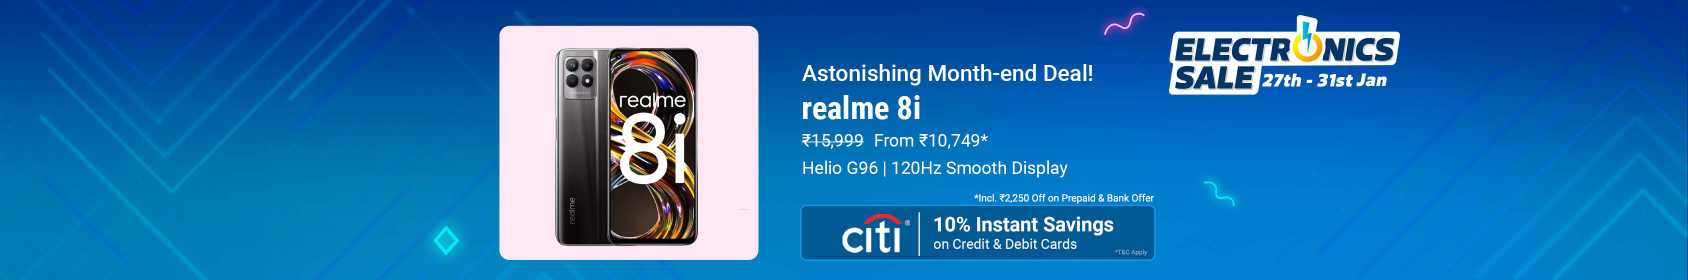 realme
8i
realme
Astonishing Month-end Deal!
realme 8i
₹15,999 From ₹10,749*
Helio G96 | 120Hz Smooth Display
*Incl. ₹2,250 Off on Prepaid & Bank Offer
citi®
10% Instant Savings
on Credit & Debit Cards
*T&C Apply
ELECTRONICS
SALE 27th - 31st Jan